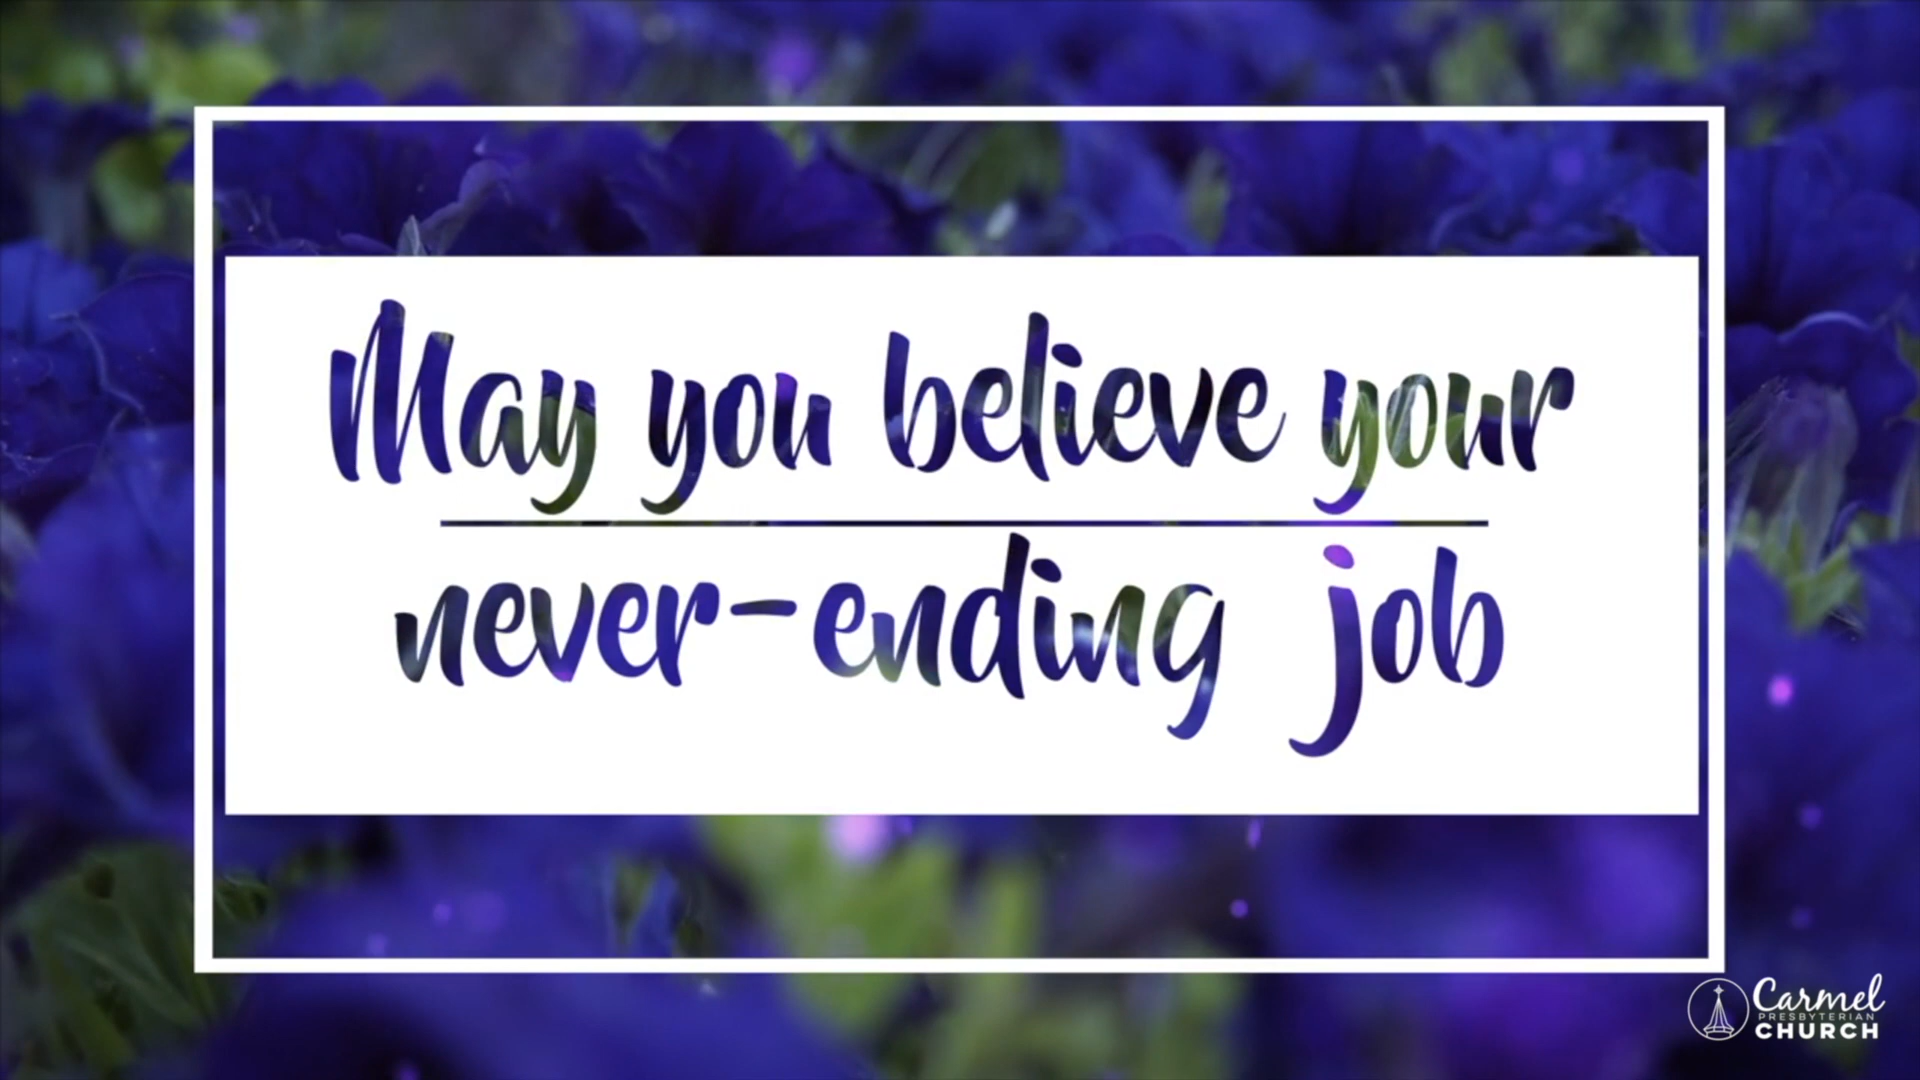 May you believe your
never-ending job
Carmel
PRESBYTERIAN
CHURCH